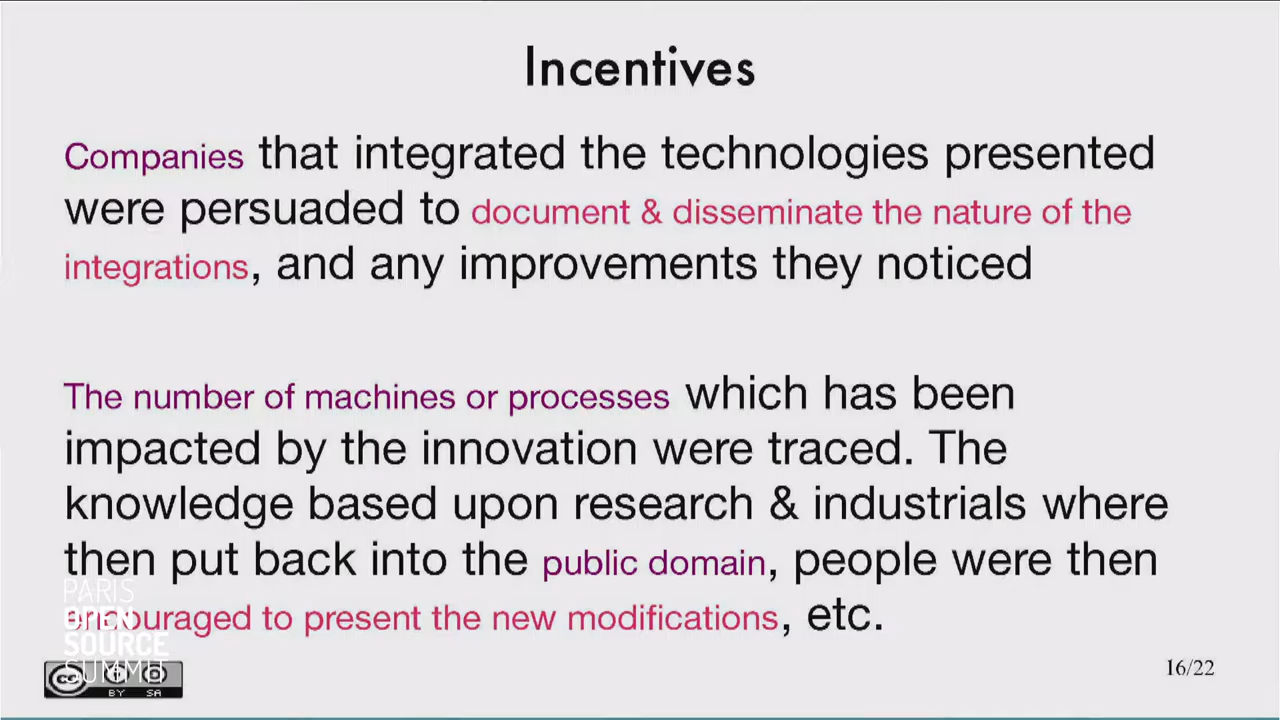 Incentives
Companies that integrated the technologies presented
were persuaded to document & disseminate the nature of the
integrations, and any improvements they noticed
The number of machines or processes which has been
impacted by the innovation were traced. The
knowledge based upon research & industrials where
then put back into the public domain, people were then
encouraged to present the new modifications, etc.
PARIS
OPEN
SOURCE
SUMMIT
cc
BY SA
16/22